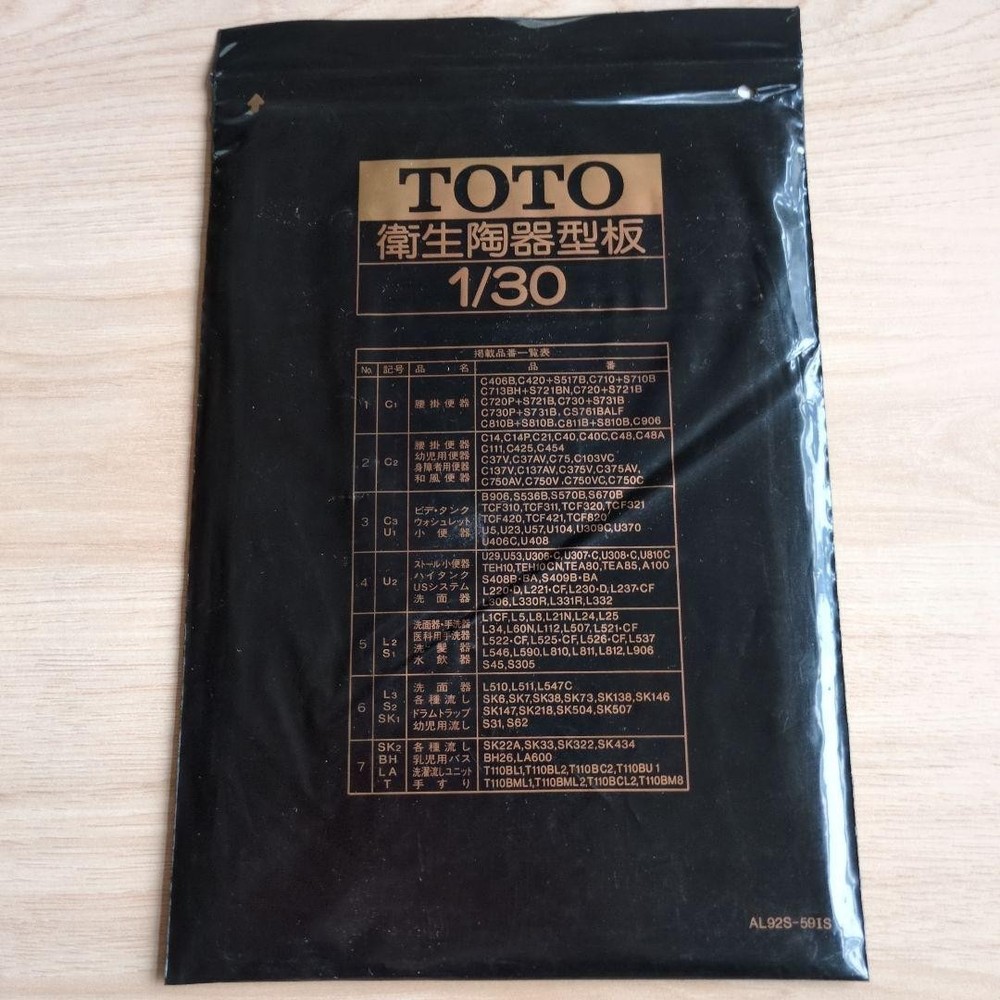 TOTO
衛生陶器型板
1/30
掲載品番一覧表
No. 記号 品名 品番
1 C1 腰掛便器 C406B,C420+S517B,C710+S710B
C713BH+S721BN,C720+S721B
C720P+S721B,C730+S731B
C730P+S731B, CS761BALF
C810B+S810B,C811B+S810B,C906
2 C2 腰掛便器 C14,C14P,C21,C40,C40C,C48,C48A
幼児用便器 C111,C425,C454
身障者用便器 C37V,C37AV,C75,C103VC
和風便器 C137V,C137AV,C375V,C375AV,
C750AV,C750V,C750VC,C750C
3 C3 U1 ビデ・タンク B906,S536B,S570B,S670B
ウォシュレット TCF310,TCF311,TCF320,TCF321
小便器 TCF420,TCF421,TCF820
U5,U23,U57,U104,U309C,U370
U406C,U408
4 U2 ストール小便器 U29,U53,U306・C,U307・C,U308・C,U810C
ハイタンク TEH10,TEH10CN,TEA80,TEA85,A100
USシステム S408B・BA,S409B・BA
洗面器 L220・D,L221・CF,L230・D,L237・CF
L306,L330R,L331R,L332
5 L2 S1 洗面器・手洗器 L1CF,L5,L8,L21N,L24,L25
医科用手洗器 L34,L60N,L112,L507,L521・CF
洗髪器 L522・CF,L525・CF,L526・CF,L537
水飲器 L546,L590,L810,L811,L812,L906
S45,S305
6 L3 S2 SK1 洗面器 L510,L511,L547C
各種流し SK6,SK7,SK38,SK73,SK138,SK146
ドラムトラップ SK147,SK218,SK504,SK507
幼児用流し S31,S62
7 SK2 各種流し SK22A,SK33,SK322,SK434
BH 乳児用バス BH26,LA600
LA 洗濯流しユニット T110BL1,T110BL2,T110BC2,T110BU1
T 手すり T110BML1,T110BML2,T110BCL2,T110BM8
AL92S-59IS